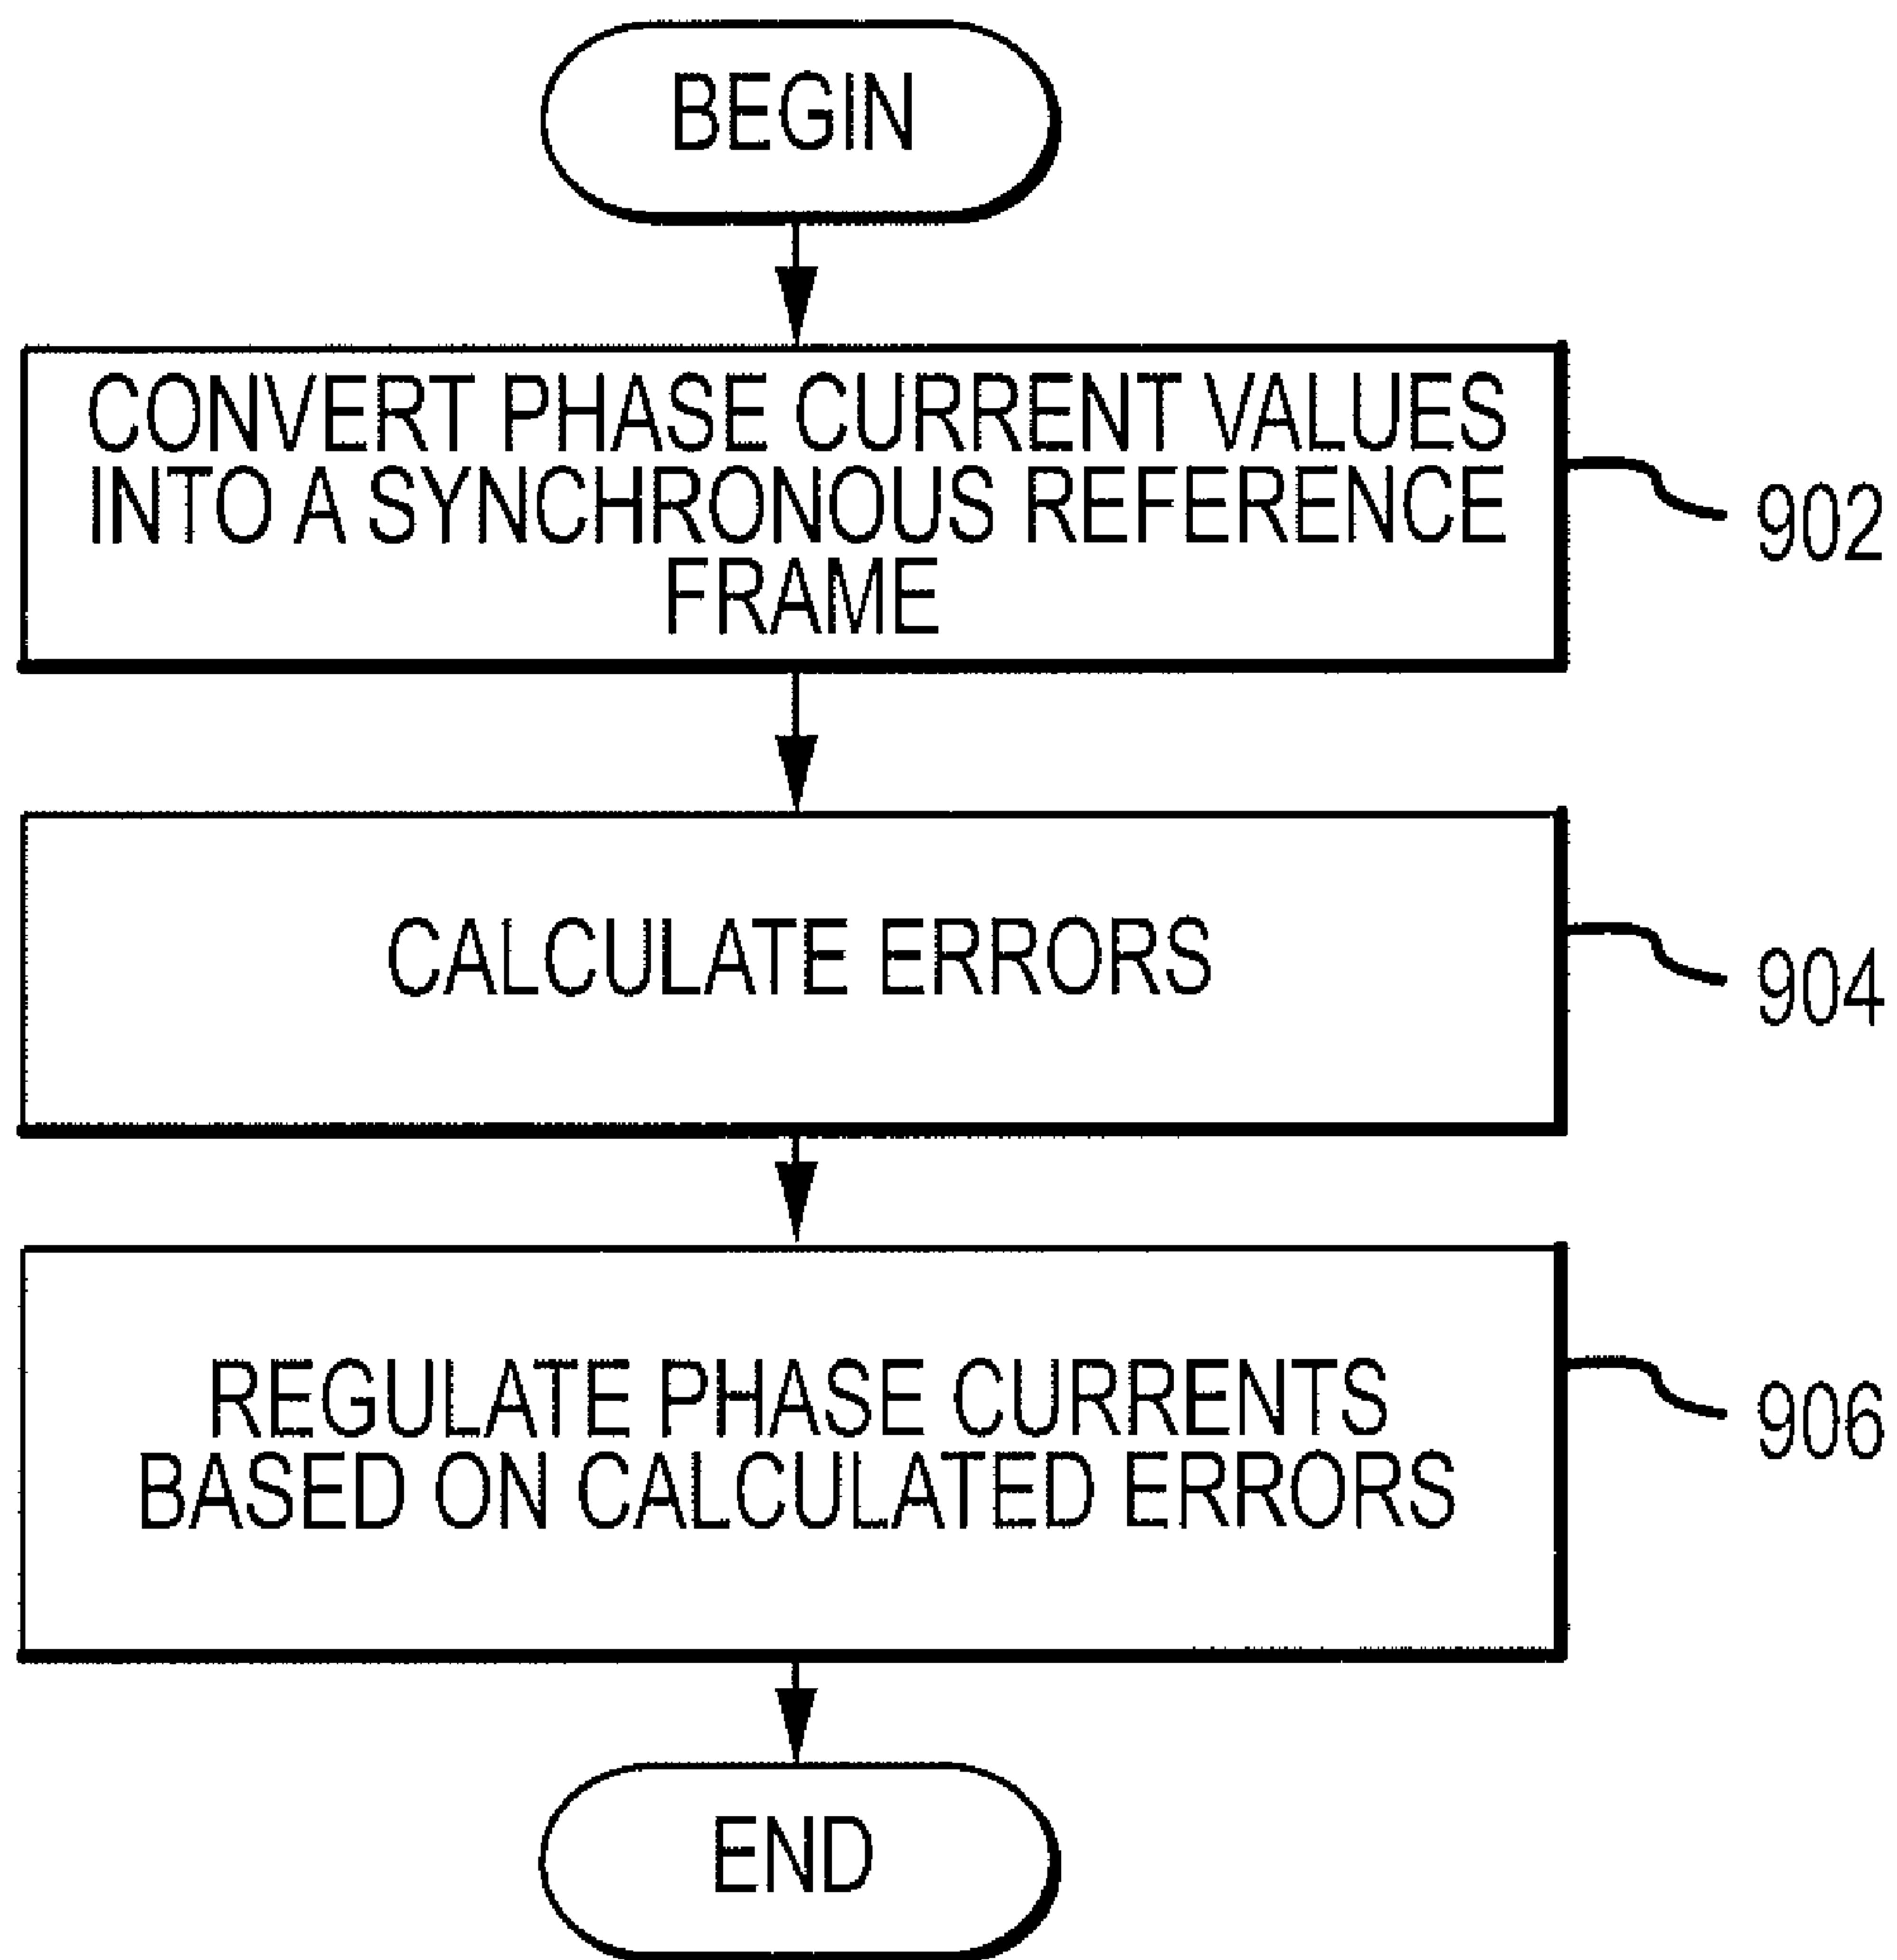 BEGIN
CONVERT PHASE CURRENT VALUES
INTO A SYNCHRONOUS REFERENCE
FRAME
902
CALCULATE ERRORS
904
REGULATE PHASE CURRENTS
BASED ON CALCULATED ERRORS
906
END